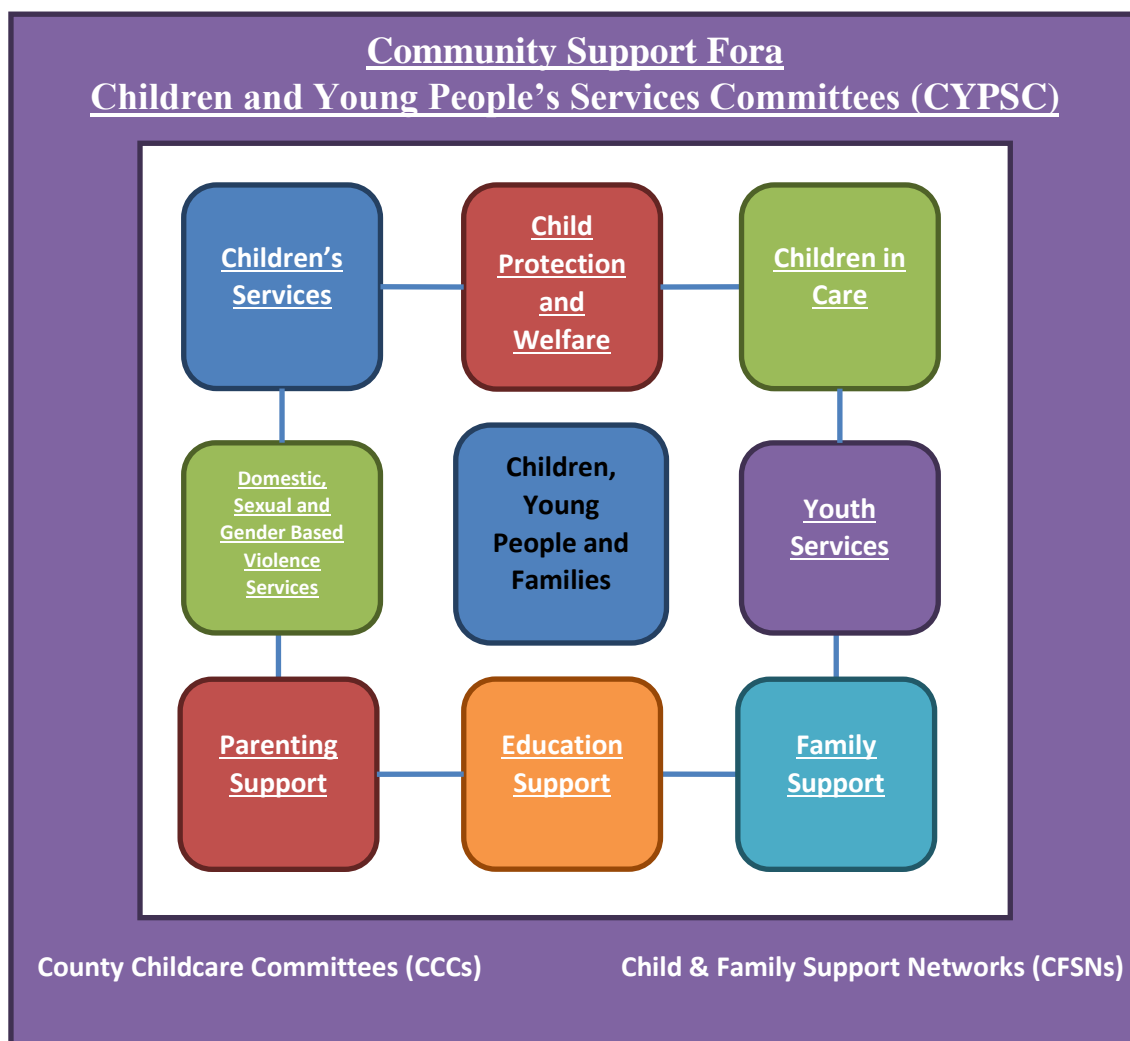 Community Support Fora
Children and Young People’s Services Committees (CYPSC)
Children’s
Services
Child
Protection
and
Welfare
Children in
Care
Domestic,
Sexual and
Gender Based
Violence
Services
Children,
Young
People and
Families
Youth
Services
Parenting
Support
Education
Support
Family
Support
County Childcare Committees (CCCs)
Child & Family Support Networks (CFSNs)